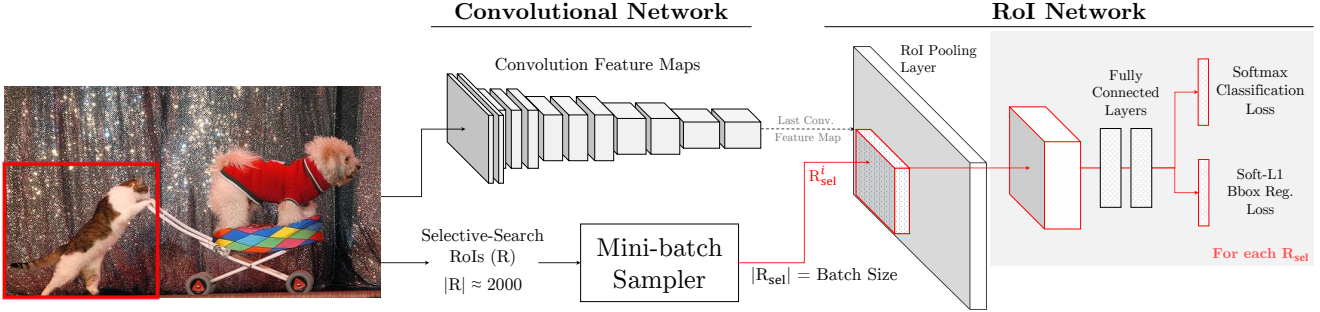 Convolutional Network
RoI Network
Convolution Feature Maps
RoI Pooling
Layer
Fully
Connected
Layers
Softmax
Classification
Loss
Last Conv.
Feature Map
R^i_sel
Soft-L1
Bbox Reg.
Loss
Selective-Search
RoIs (R)
|R| ≈ 2000
Mini-batch
Sampler
|R_sel| = Batch Size
For each R_sel